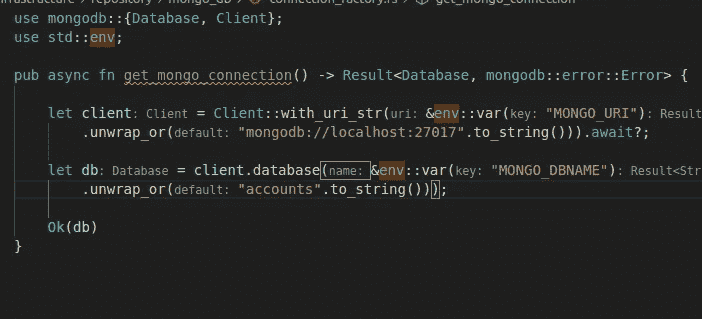 repository > mongo_db > connection_factory.rs > get_mongo_connection
use mongodb::{Database, Client};
use std::env;
pub async fn get_mongo_connection() -> Result<Database, mongodb::error::Error> {
let client: Client = Client::with_uri_str(uri: &env::var(key: "MONGO_URI"): Result
.unwrap_or(default: "mongodb://localhost:27017".to_string())).await?;
let db: Database = client.database(name: &env::var(key: "MONGO_DBNAME"): Result<Str
.unwrap_or(default: "accounts".to_string()));
Ok(db)
}